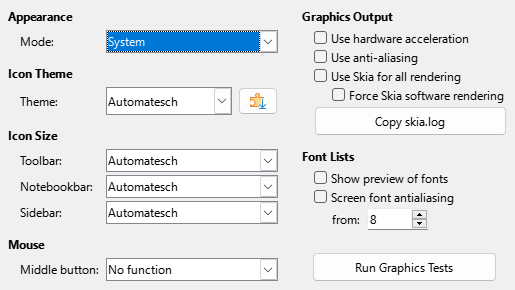 Appearance
Mode: System
Icon Theme
Theme: Automatesch
Icon Size
Toolbar: Automatesch
Notebookbar: Automatesch
Sidebar: Automatesch
Mouse
Middle button: No function
Graphics Output
Use hardware acceleration
Use anti-aliasing
Use Skia for all rendering
Force Skia software rendering
Copy skia.log
Font Lists
Show preview of fonts
Screen font antialiasing
from: 8
Run Graphics Tests